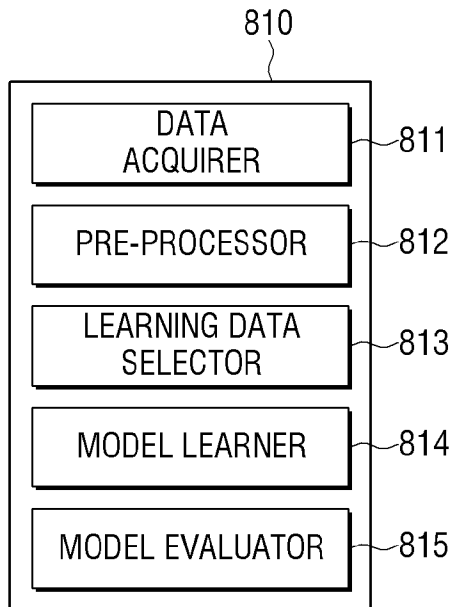 810
DATA
ACQUIRER
811
PRE-PROCESSOR
812
LEARNING DATA
SELECTOR
813
MODEL LEARNER
814
MODEL EVALUATOR
815